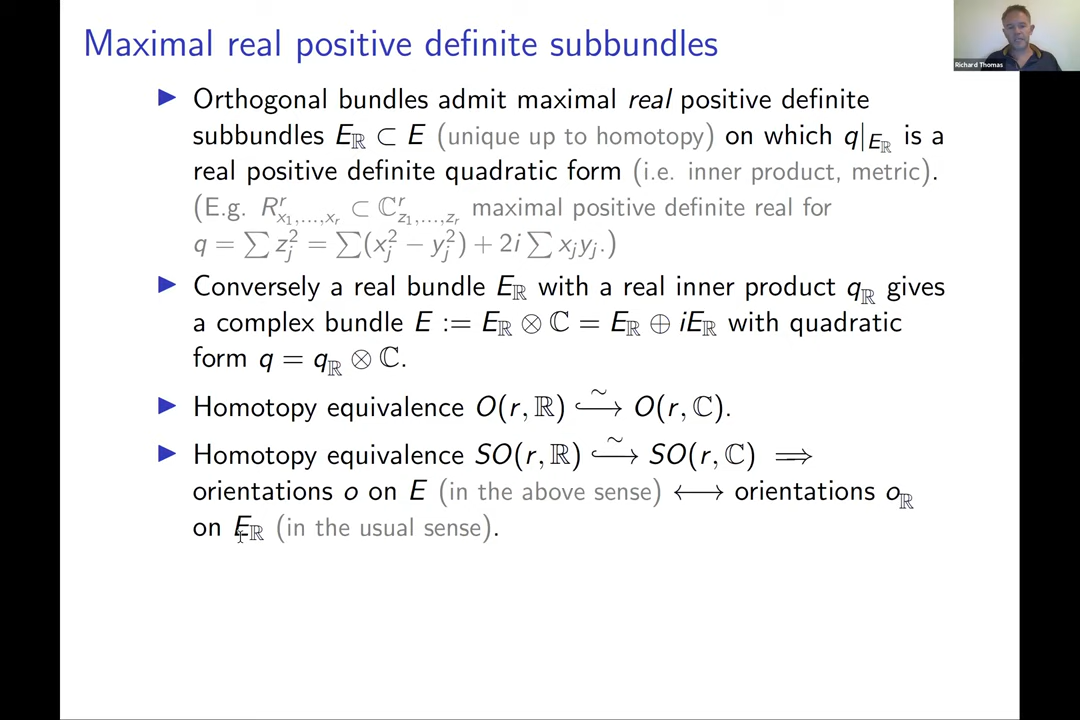 Maximal real positive definite subbundles
Richard Thomas
▶ Orthogonal bundles admit maximal real positive definite
subbundles E_ℝ ⊂ E (unique up to homotopy) on which q|_{E_ℝ} is a
real positive definite quadratic form (i.e. inner product, metric).
(E.g. R^r_{x_1,...,x_r} ⊂ ℂ^r_{z_1,...,z_r} maximal positive definite real for
q = ∑ z_j^2 = ∑(x_j^2 − y_j^2) + 2i ∑ x_j y_j.)
▶ Conversely a real bundle E_ℝ with a real inner product q_ℝ gives
a complex bundle E := E_ℝ ⊗ ℂ = E_ℝ ⊕ iE_ℝ with quadratic
form q = q_ℝ ⊗ ℂ.
▶ Homotopy equivalence O(r, ℝ) ↪^∼ O(r, ℂ).
▶ Homotopy equivalence SO(r, ℝ) ↪^∼ SO(r, ℂ) ⟹
orientations o on E (in the above sense) ⟷ orientations o_ℝ
on E_ℝ (in the usual sense).